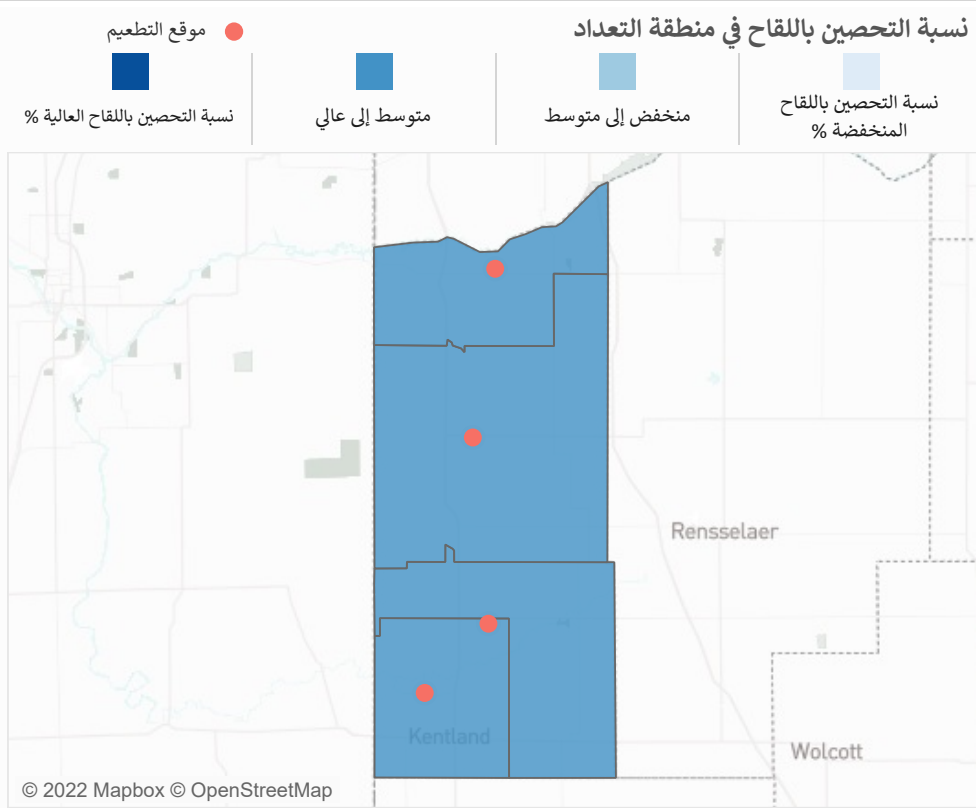 نسبة التحصين باللقاح في منطقة التعداد
موقع التطعيم
نسبة التحصين باللقاح
المنخفضة %
منخفض إلى متوسط
متوسط إلى عالي
نسبة التحصين باللقاح العالية %
Rensselaer
Kentland
Wolcott
© 2022 Mapbox © OpenStreetMap